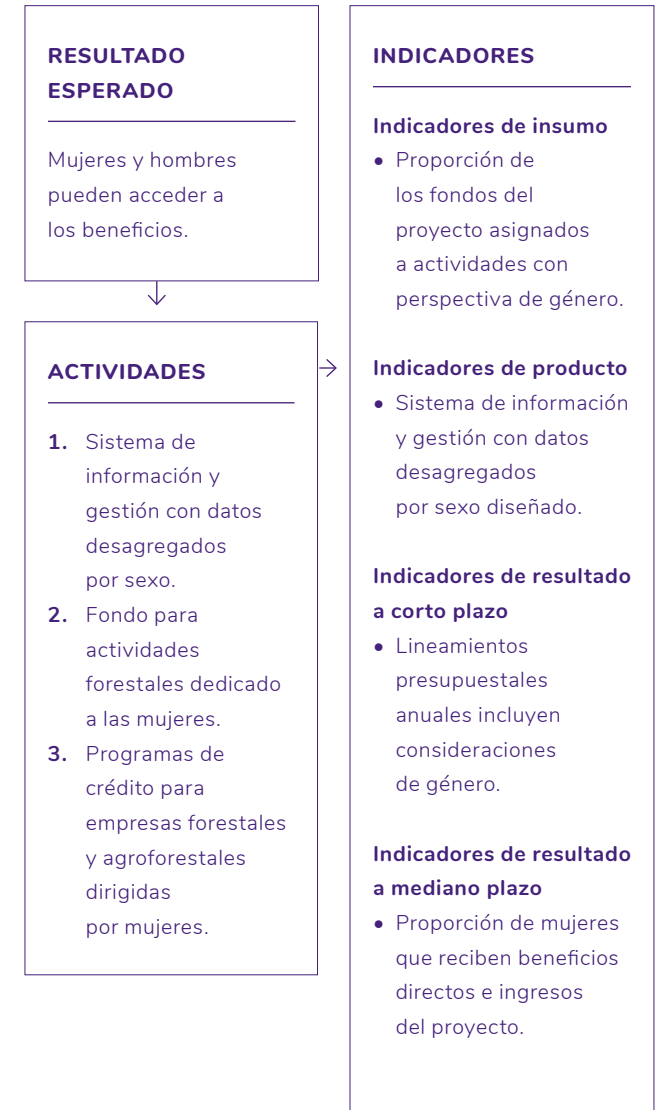 RESULTADO
ESPERADO
Mujeres y hombres
pueden acceder a
los beneficios.
ACTIVIDADES
1. Sistema de
información y
gestión con datos
desagregados
por sexo.
2. Fondo para
actividades
forestales dedicado
a las mujeres.
3. Programas de
crédito para
empresas forestales
y agroforestales
dirigidas
por mujeres.
INDICADORES
Indicadores de insumo
• Proporción de
los fondos del
proyecto asignados
a actividades con
perspectiva de género.
Indicadores de producto
• Sistema de información
y gestión con datos
desagregados
por sexo diseñado.
Indicadores de resultado
a corto plazo
• Lineamientos
presupuestales
anuales incluyen
consideraciones
de género.
Indicadores de resultado
a mediano plazo
• Proporción de mujeres
que reciben beneficios
directos e ingresos
del proyecto.